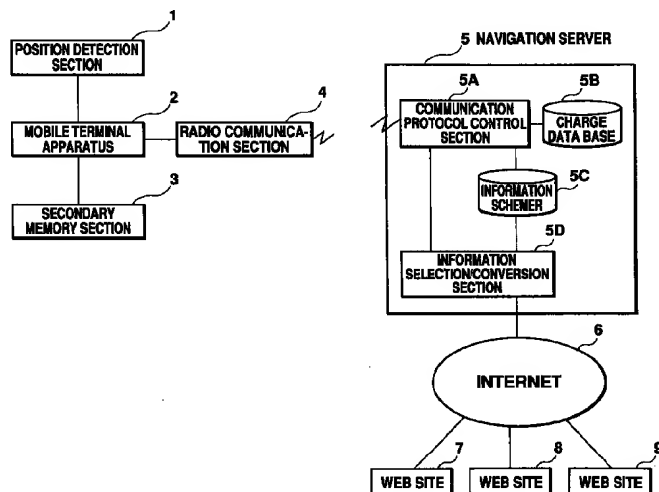 1
POSITION DETECTION
SECTION
2
MOBILE TERMINAL
APPARATUS
4
RADIO COMMUNICA-
TION SECTION
3
SECONDARY
MEMORY SECTION
5 NAVIGATION SERVER
5A
COMMUNICATION
PROTOCOL CONTROL
SECTION
5B
CHARGE
DATA BASE
INFORMATION
SCHEMER
5C
5D
INFORMATION
SELECTION/CONVERSION
SECTION
6
INTERNET
7
WEB SITE
8
WEB SITE
9
WEB SITE